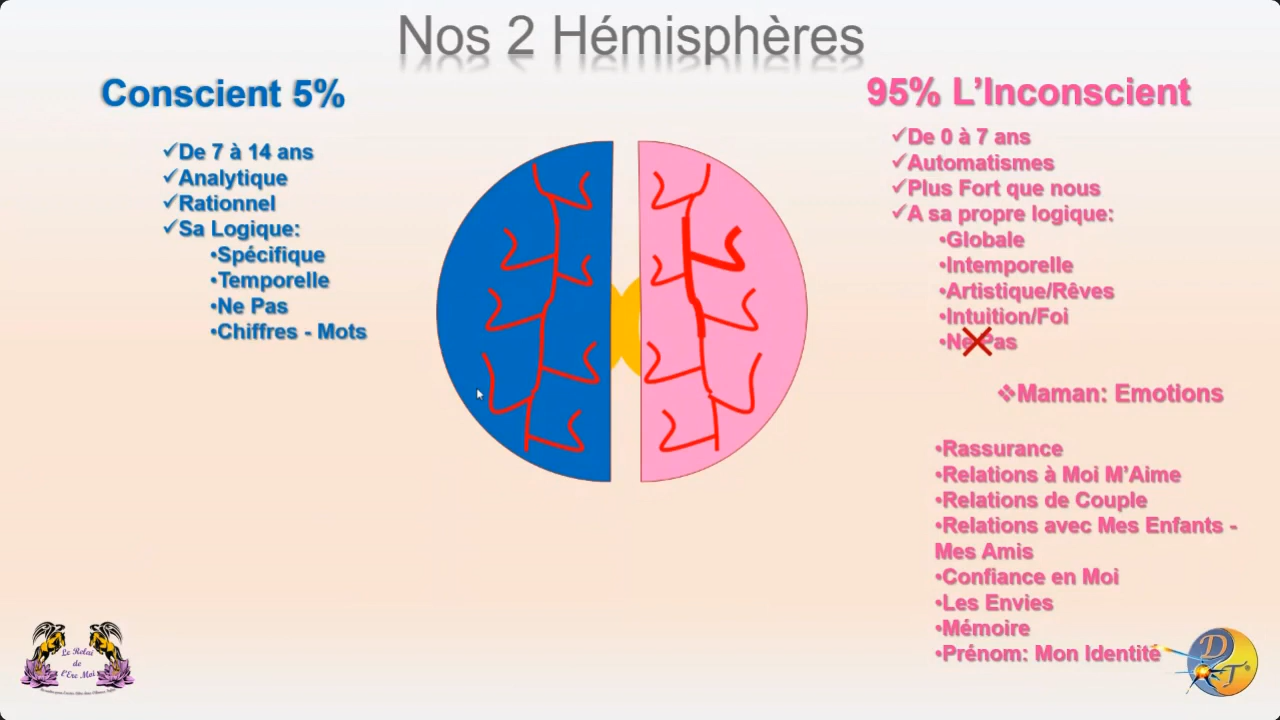 Nos 2 Hémisphères
Conscient 5%
✓De 7 à 14 ans
✓Analytique
✓Rationnel
✓Sa Logique:
•Spécifique
•Temporelle
•Ne Pas
•Chiffres - Mots
95% L’Inconscient
✓De 0 à 7 ans
✓Automatismes
✓Plus Fort que nous
✓A sa propre logique:
•Globale
•Intemporelle
•Artistique/Rêves
•Intuition/Foi
•Ne Pas
❖Maman: Emotions
•Rassurance
•Relations à Moi M’Aime
•Relations de Couple
•Relations avec Mes Enfants -
Mes Amis
•Confiance en Moi
•Les Envies
•Mémoire
•Prénom: Mon Identité
Le Relai
de
l'Ere Moi
D
T®